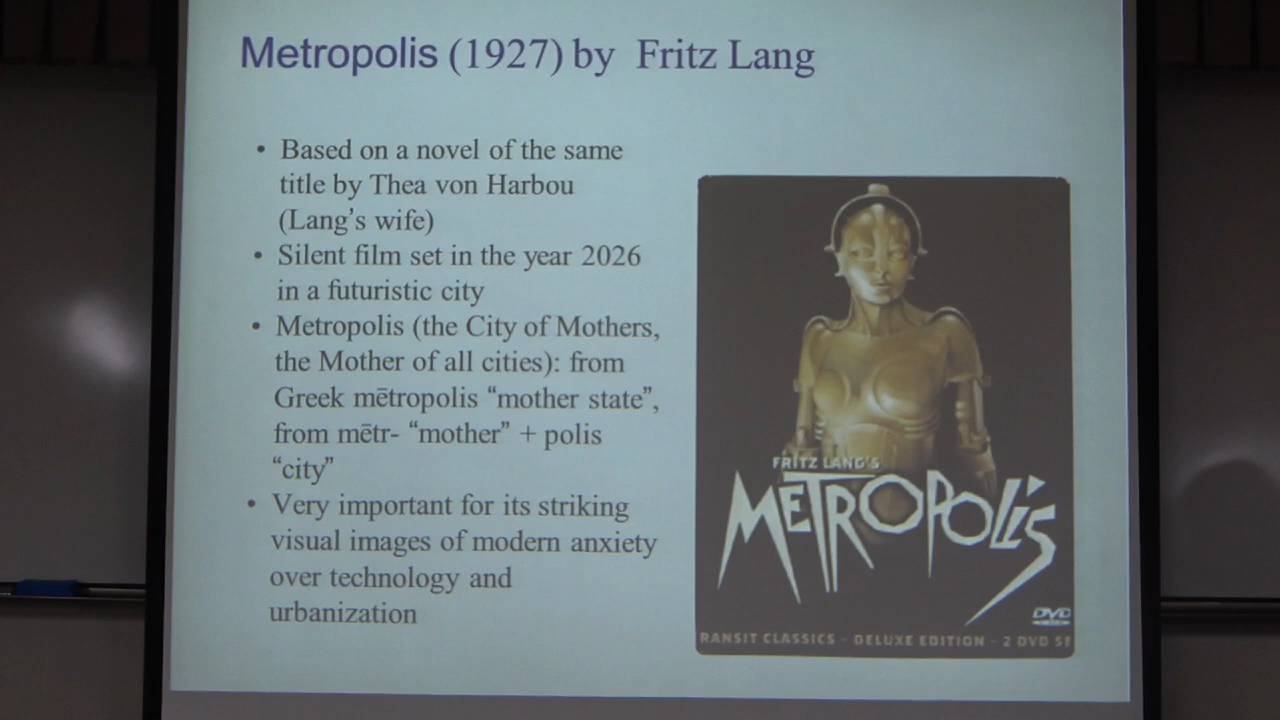 Metropolis (1927) by Fritz Lang
• Based on a novel of the same
title by Thea von Harbou
(Lang's wife)
• Silent film set in the year 2026
in a futuristic city
• Metropolis (the City of Mothers,
the Mother of all cities): from
Greek mētropolis “mother state”,
from mētr- “mother” + polis
“city”
• Very important for its striking
visual images of modern anxiety
over technology and
urbanization
FRITZ LANG'S
METROPOLIS
DVD
RANSIT CLASSICS - DELUXE EDITION - 2 DVD SE